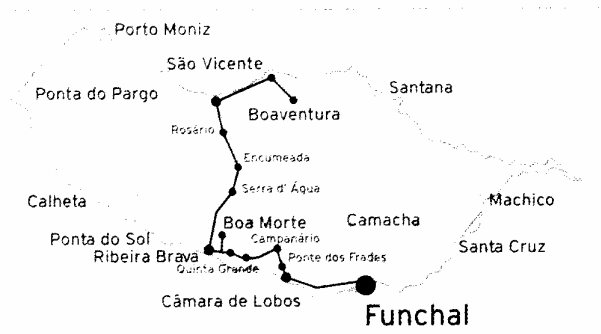 Porto Moniz
São Vicente
Santana
Ponta do Pargo
Boaventura
Rosário
Encumeada
Serra d' Água
Calheta
Machico
Boa Morte
Camacha
Ponta do Sol
Campanário
Santa Cruz
Ribeira Brava
Ponte dos Frades
Quinta Grande
Câmara de Lobos
Funchal